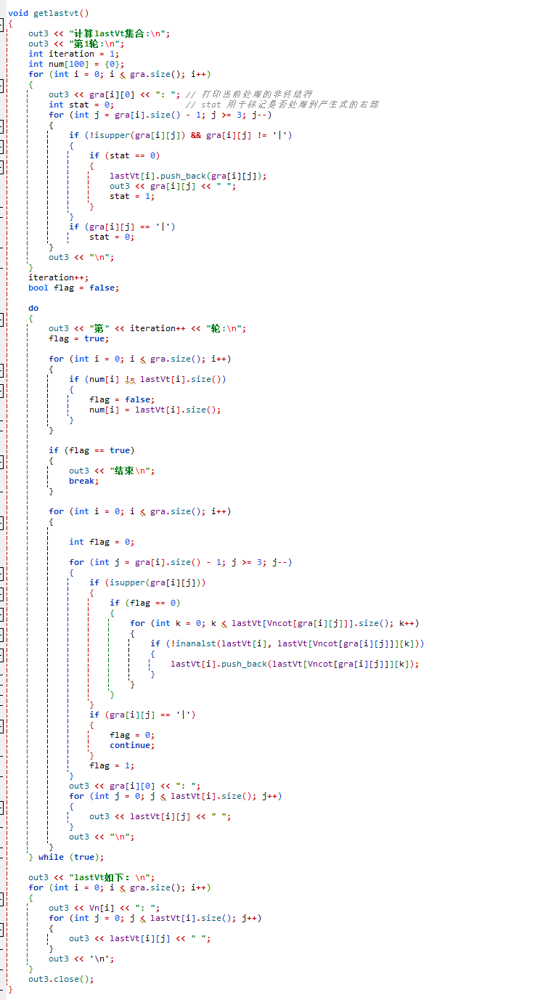 void getlastvt()
{
    out3 << "计算lastVt集合:\n";
    out3 << "第1轮:\n";
    int iteration = 1;
    int num[100] = {0};
    for (int i = 0; i < gra.size(); i++)
    {
        out3 << gra[i][0] << ": "; // 打印当前处理的非终结符
        int stat = 0;              // stat 用于标记是否处理到产生式的右部
        for (int j = gra[i].size() - 1; j >= 3; j--)
        {
            if (!isupper(gra[i][j]) && gra[i][j] != '|')
            {
                if (stat == 0)
                {
                    lastVt[i].push_back(gra[i][j]);
                    out3 << gra[i][j] << " ";
                    stat = 1;
                }
            }
            if (gra[i][j] == '|')
                stat = 0;
        }
        out3 << "\n";
    }
    iteration++;
    bool flag = false;

    do
    {
        out3 << "第" << iteration++ << "轮:\n";
        flag = true;

        for (int i = 0; i < gra.size(); i++)
        {
            if (num[i] != lastVt[i].size())
            {
                flag = false;
                num[i] = lastVt[i].size();
            }
        }

        if (flag == true)
        {
            out3 << "结束\n";
            break;
        }

        for (int i = 0; i < gra.size(); i++)
        {

            int flag = 0;

            for (int j = gra[i].size() - 1; j >= 3; j--)
            {
                if (isupper(gra[i][j]))
                {
                    if (flag == 0)
                    {
                        for (int k = 0; k < lastVt[Vncot[gra[i][j]]].size(); k++)
                        {
                            if (!inanalst(lastVt[i], lastVt[Vncot[gra[i][j]]][k]))
                            {
                                lastVt[i].push_back(lastVt[Vncot[gra[i][j]]][k]);
                            }
                        }
                    }
                }
                if (gra[i][j] == '|')
                {
                    flag = 0;
                    continue;
                }
                flag = 1;
            }
            out3 << gra[i][0] << ": ";
            for (int j = 0; j < lastVt[i].size(); j++)
            {
                out3 << lastVt[i][j] << " ";
            }
            out3 << "\n";
        }
    } while (true);

    out3 << "lastVt如下: \n";
    for (int i = 0; i < gra.size(); i++)
    {
        out3 << Vn[i] << ": ";
        for (int j = 0; j < lastVt[i].size(); j++)
        {
            out3 << lastVt[i][j] << " ";
        }
        out3 << '\n';
    }
    out3.close();
}